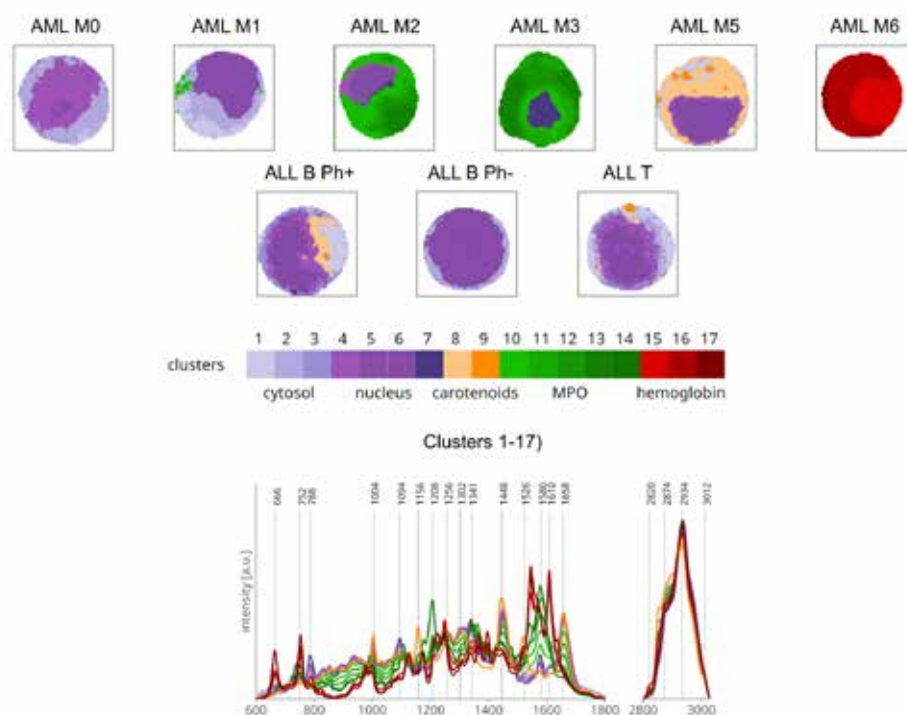 AML M0 AML M1 AML M2 AML M3 AML M5 AML M6
ALL B Ph+ ALL B Ph- ALL T
1 2 3 4 5 6 7 8 9 10 11 12 13 14 15 16 17
clusters
cytosol nucleus carotenoids MPO hemoglobin
Clusters 1-17)
666 752 788 1004 1094 1156 1208 1256 1302 1341 1448 1526 1580 1610 1658 2820 2874 2934 3012
intensity [a.u.]
600 800 1000 1200 1400 1600 1800 2800 3000